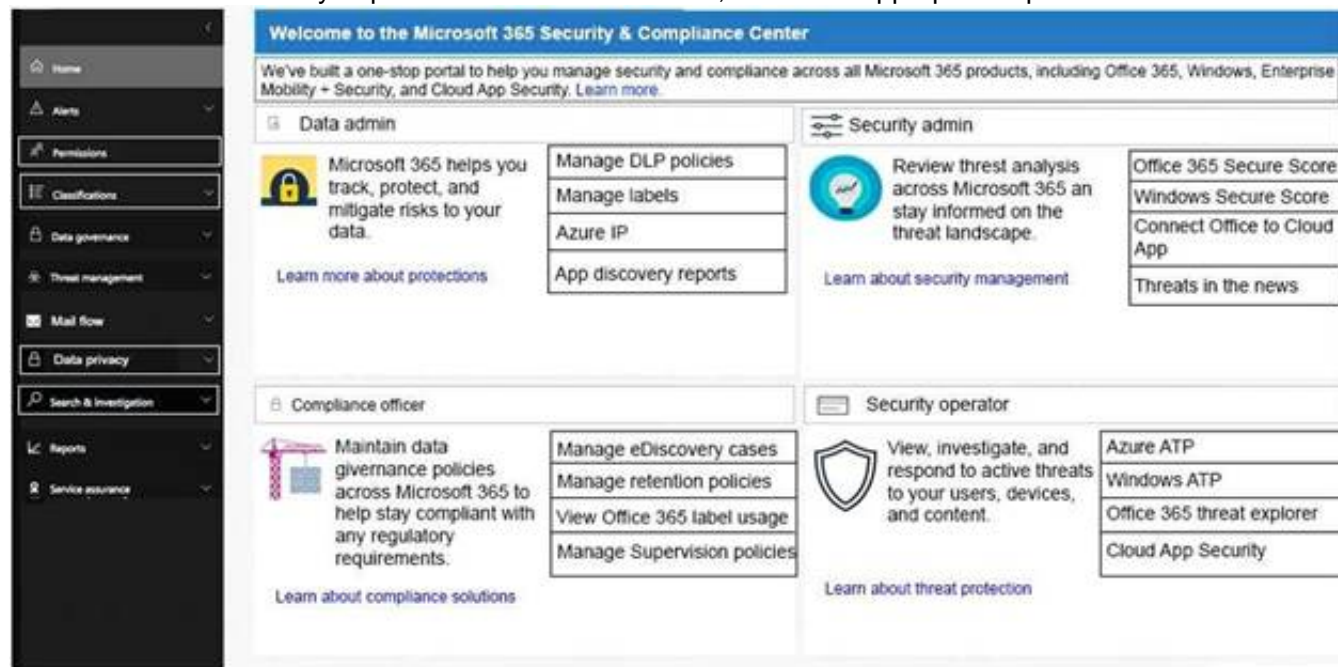 Home
Alerts
Permissions
Classifications
Data governance
Threat management
Mail flow
Data privacy
Search & investigation
Reports
Service assurance
Welcome to the Microsoft 365 Security & Compliance Center
We've built a one-stop portal to help you manage security and compliance across all Microsoft 365 products, including Office 365, Windows, Enterprise
Mobility + Security, and Cloud App Security. Learn more.
Data admin
Microsoft 365 helps you
track, protect, and
mitigate risks to your
data.
Learn more about protections
Manage DLP policies
Manage labels
Azure IP
App discovery reports
Security admin
Review threst analysis
across Microsoft 365 an
stay informed on the
threat landscape.
Learn about security management
Office 365 Secure Score
Windows Secure Score
Connect Office to Cloud
App
Threats in the news
Compliance officer
Maintain data
givernance policies
across Microsoft 365 to
help stay compliant with
any regulatory
requirements.
Learn about compliance solutions
Manage eDiscovery cases
Manage retention policies
View Office 365 label usage
Manage Supervision policies
Security operator
View, investigate, and
respond to active threats
to your users, devices,
and content.
Learn about threat protection
Azure ATP
Windows ATP
Office 365 threat explorer
Cloud App Security